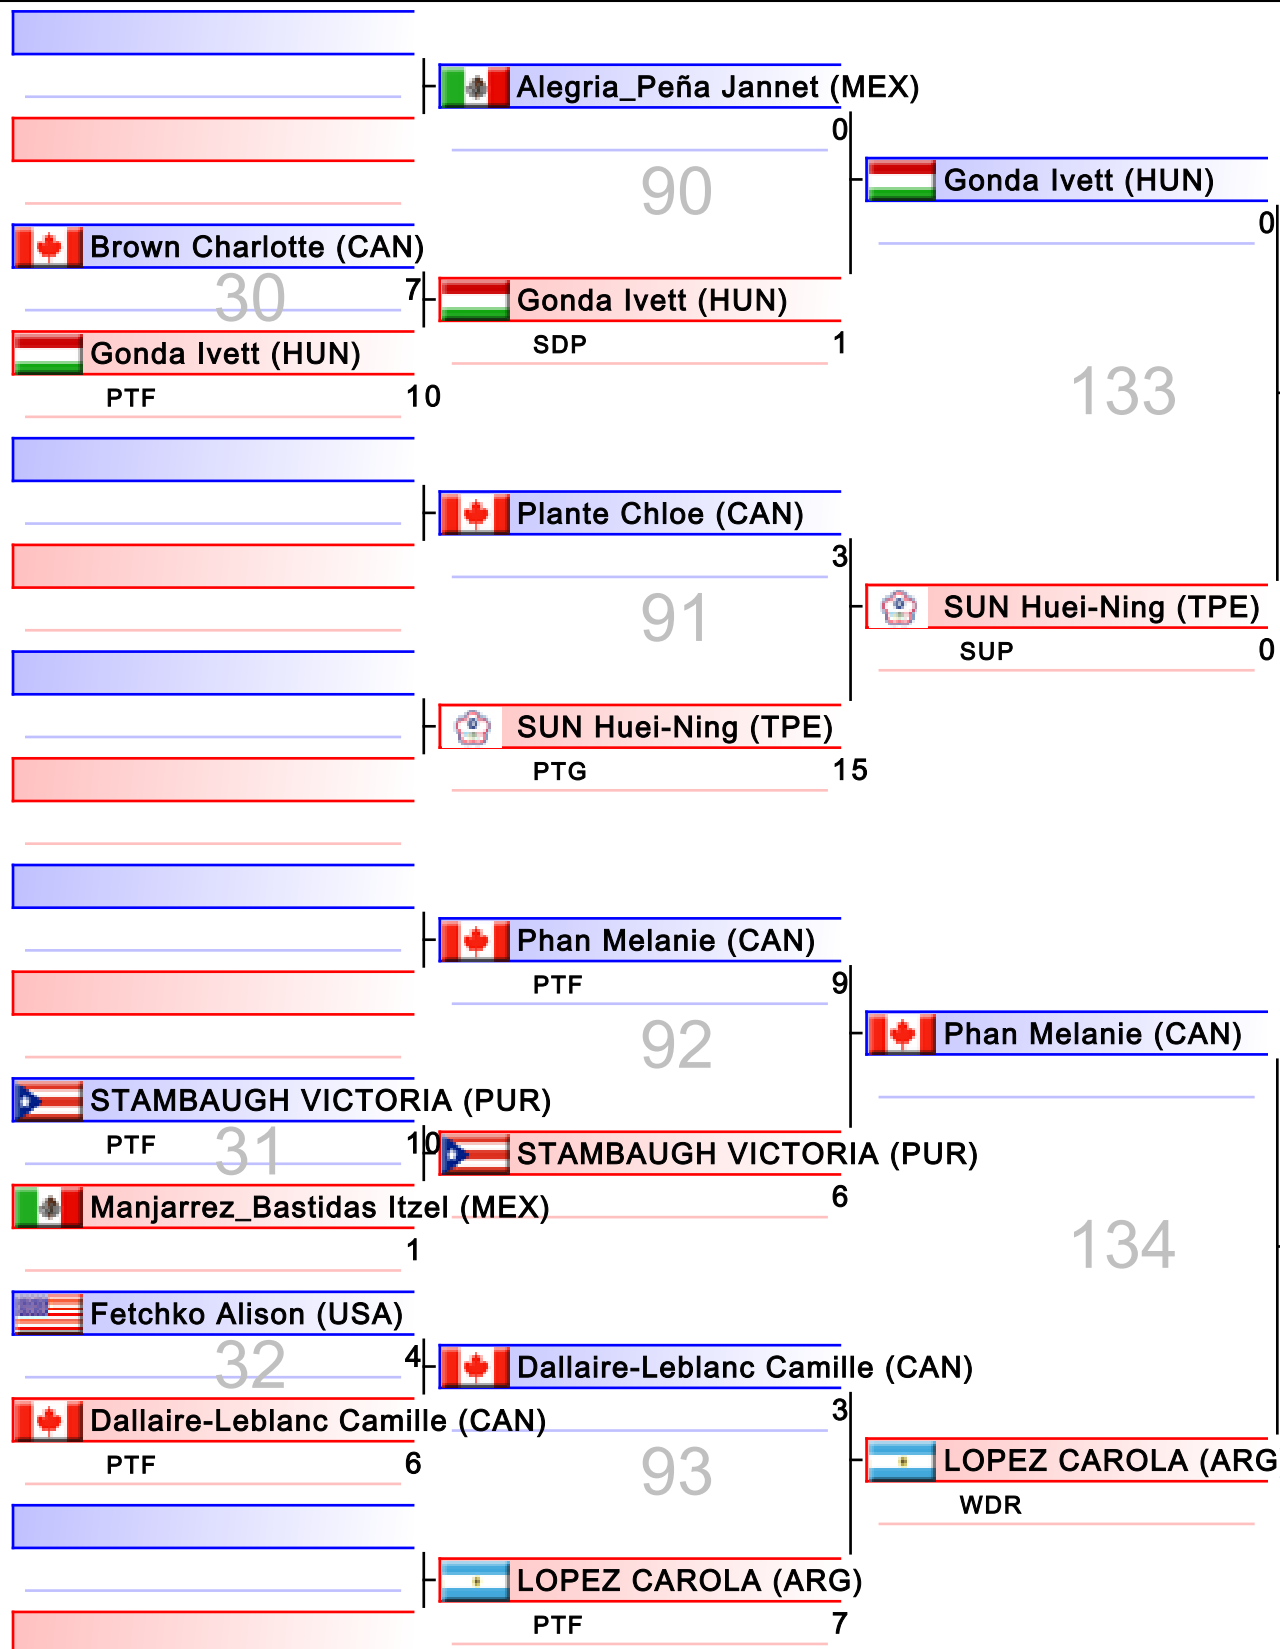 Alegria_Peña Jannet (MEX)
0
90
Gonda Ivett (HUN)
0
Brown Charlotte (CAN)
30
7
Gonda Ivett (HUN)
SDP
1
Gonda Ivett (HUN)
PTF
10
133
Plante Chloe (CAN)
3
91
SUN Huei-Ning (TPE)
SUP
0
SUN Huei-Ning (TPE)
PTG
15
Phan Melanie (CAN)
PTF
9
92
Phan Melanie (CAN)
STAMBAUGH VICTORIA (PUR)
PTF
31
10
STAMBAUGH VICTORIA (PUR)
6
Manjarrez_Bastidas Itzel (MEX)
1
134
Fetchko Alison (USA)
32
4
Dallaire-Leblanc Camille (CAN)
3
Dallaire-Leblanc Camille (CAN)
PTF
6
93
LOPEZ CAROLA (ARG
WDR
LOPEZ CAROLA (ARG)
PTF
7